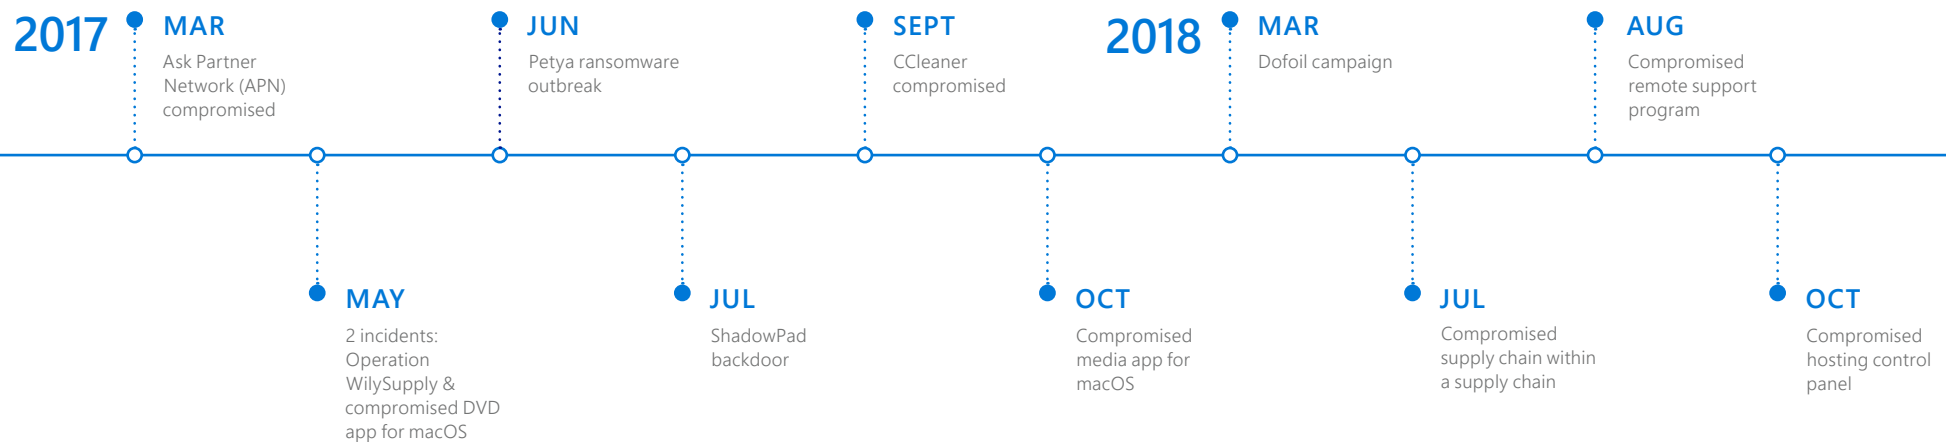 2017
MAR
Ask Partner
Network (APN)
compromised
MAY
2 incidents:
Operation
WilySupply &
compromised DVD
app for macOS
JUN
Petya ransomware
outbreak
JUL
ShadowPad
backdoor
SEPT
CCleaner
compromised
OCT
Compromised
media app for
macOS
2018
MAR
Dofoil campaign
JUL
Compromised
supply chain within
a supply chain
AUG
Compromised
remote support
program
OCT
Compromised
hosting control
panel